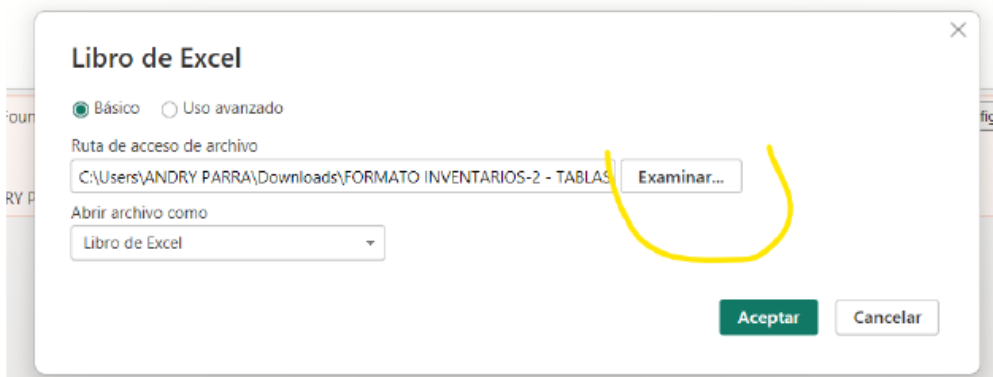 Libro de Excel
Básico
Uso avanzado
Ruta de acceso de archivo
C:\Users\ANDRY PARRA\Downloads\FORMATO INVENTARIOS-2 - TABLAS
Examinar...
Abrir archivo como
Libro de Excel
Aceptar
Cancelar